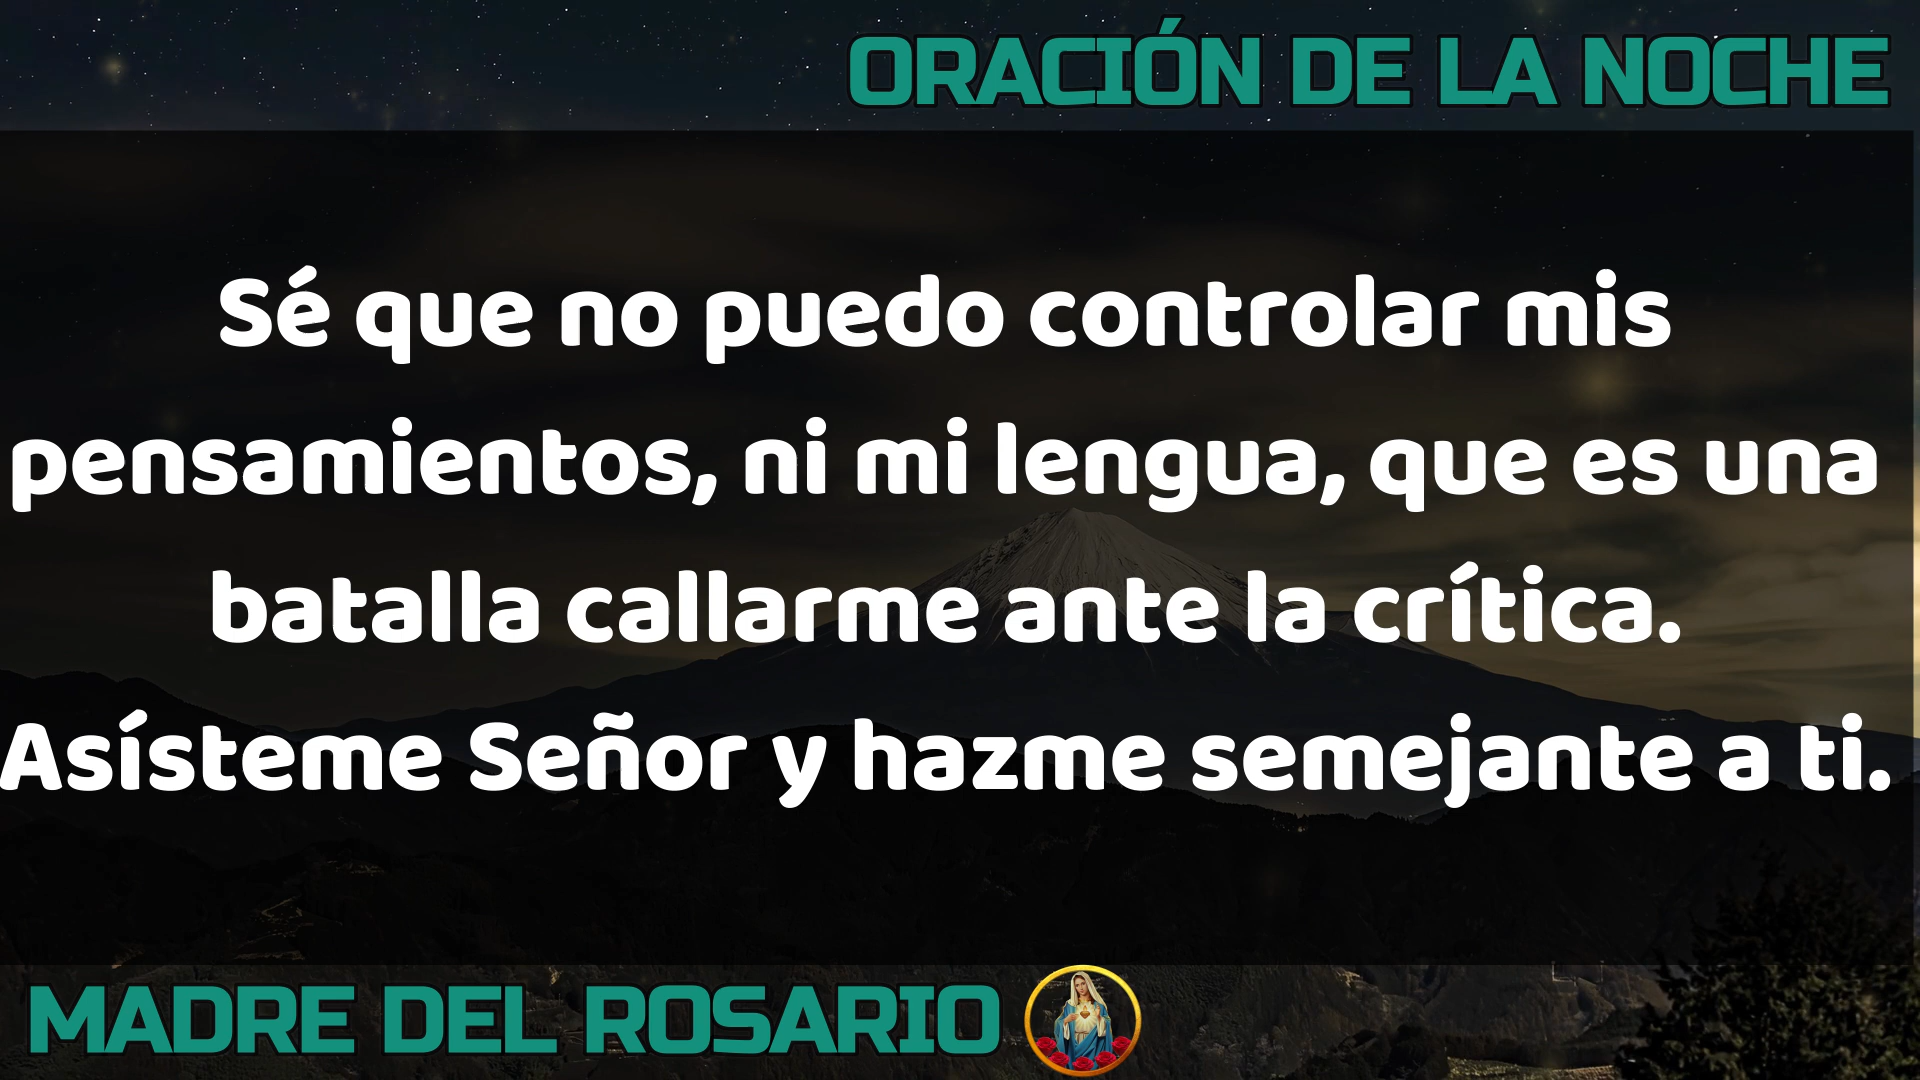 ORACIÓN DE LA NOCHE
Sé que no puedo controlar mis
pensamientos, ni mi lengua, que es una
batalla callarme ante la crítica.
Asísteme Señor y hazme semejante a ti.
MADRE DEL ROSARIO